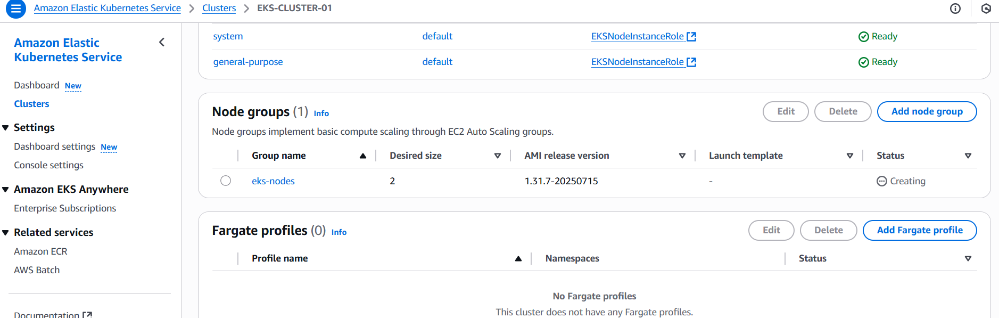 Amazon Elastic Kubernetes Service > Clusters > EKS-CLUSTER-01
Amazon Elastic
Kubernetes Service
Dashboard New
Clusters
Settings
Dashboard settings New
Console settings
Amazon EKS Anywhere
Enterprise Subscriptions
Related services
Amazon ECR
AWS Batch
Documentation
system default EKSNodeInstanceRole Ready
general-purpose default EKSNodeInstanceRole Ready
Node groups (1) Info Edit Delete Add node group
Node groups implement basic compute scaling through EC2 Auto Scaling groups.
Group name Desired size AMI release version Launch template Status
eks-nodes 2 1.31.7-20250715 - Creating
Fargate profiles (0) Info Edit Delete Add Fargate profile
Profile name Namespaces Status
No Fargate profiles
This cluster does not have any Fargate profiles.